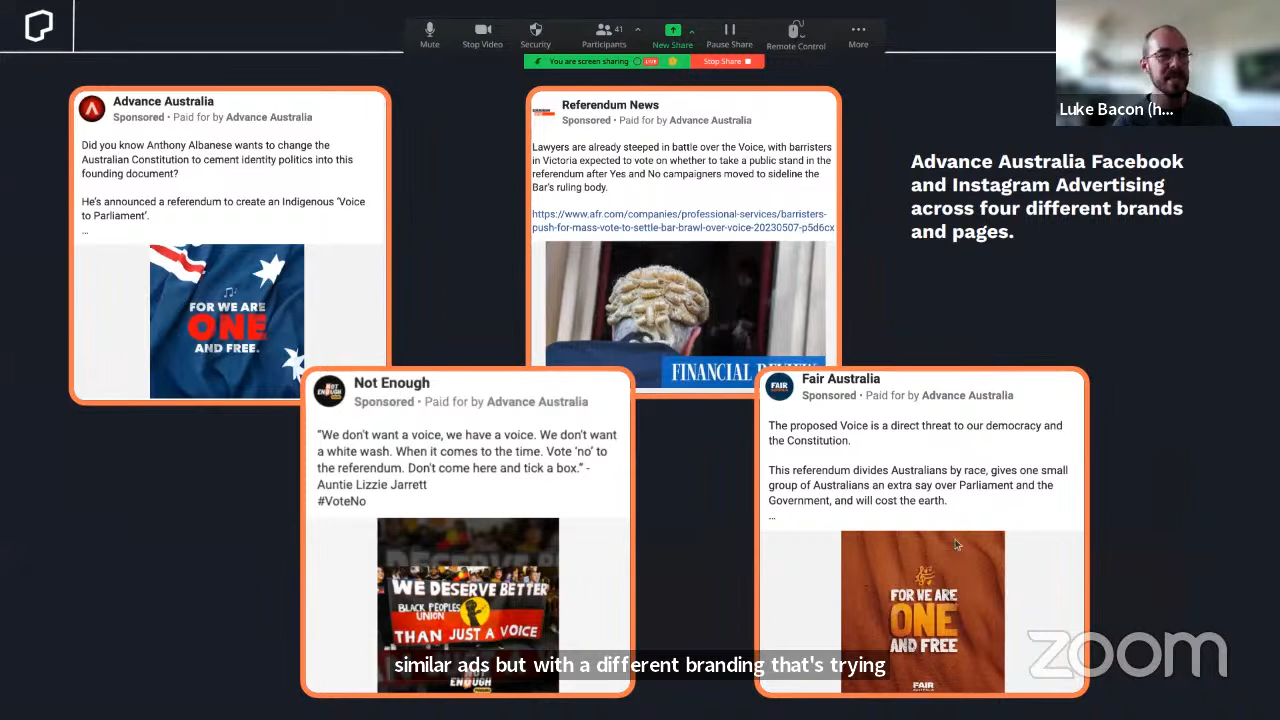 Mute
Stop Video
Security
41
Participants
New Share
Pause Share
Remote Control
More
You are screen sharing
LIVE
Stop Share
Luke Bacon (h...
Advance Australia Facebook
and Instagram Advertising
across four different brands
and pages.
Advance Australia
Sponsored • Paid for by Advance Australia
Did you know Anthony Albanese wants to change the
Australian Constitution to cement identity politics into this
founding document?
He's announced a referendum to create an Indigenous 'Voice
to Parliament'.
...
FOR WE ARE
ONE
AND FREE.
Referendum News
Sponsored • Paid for by Advance Australia
Lawyers are already steeped in battle over the Voice, with barristers
in Victoria expected to vote on whether to take a public stand in the
referendum after Yes and No campaigners moved to sideline the
Bar's ruling body.
https://www.afr.com/companies/professional-services/barristers-
push-for-mass-vote-to-settle-bar-brawl-over-voice-20230507-p5d6cx
FINANCIAL REVIEW
Not Enough
Sponsored • Paid for by Advance Australia
"We don't want a voice, we have a voice. We don't want
a white wash. When it comes to the time. Vote 'no' to
the referendum. Don't come here and tick a box." -
Auntie Lizzie Jarrett
#VoteNo
WE DESERVE BETTER
BLACK PEOPLES
UNION
THAN JUST A VOICE
NOT
ENOUGH
Fair Australia
Sponsored • Paid for by Advance Australia
The proposed Voice is a direct threat to our democracy and
the Constitution.
This referendum divides Australians by race, gives one small
group of Australians an extra say over Parliament and the
Government, and will cost the earth.
...
FOR WE ARE
ONE
AND FREE
FAIR
similar ads but with a different branding that's trying
zoom